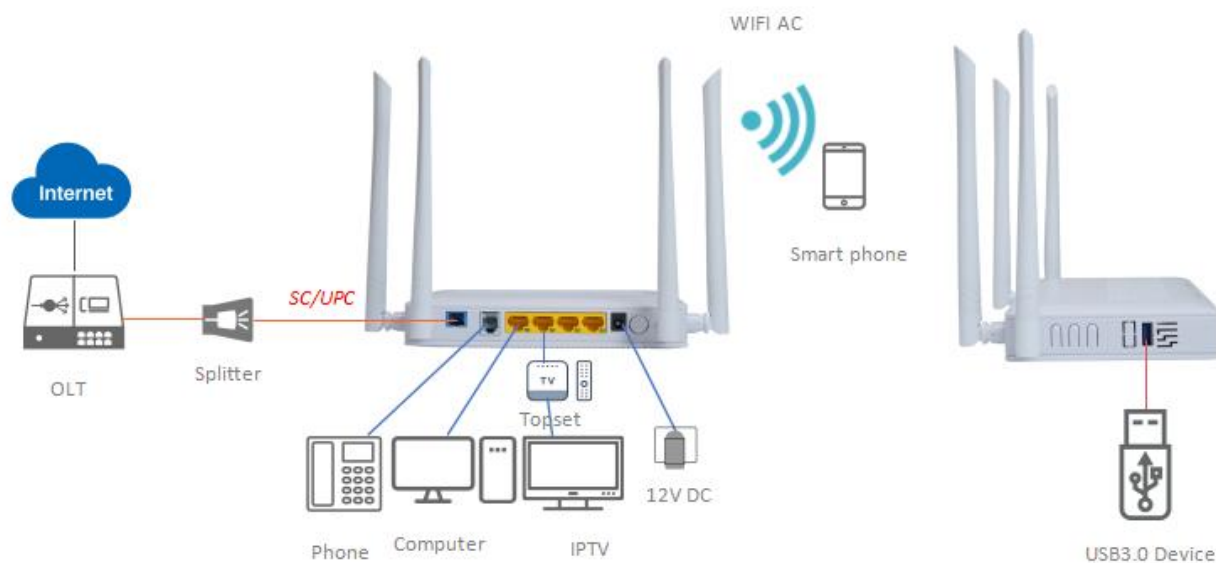 WIFI AC
Internet
Smart phone
SC/UPC
OLT
Splitter
TV
Topset
12V DC
Phone
Computer
IPTV
USB3.0 Device